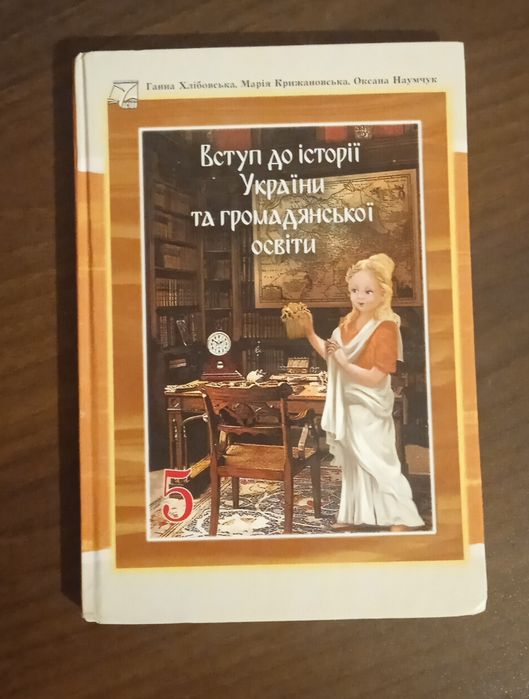 Ганна Хлібовська, Марія Крижановська, Оксана Наумчук
Вступ до історії
України
та громадянської
освіти
5